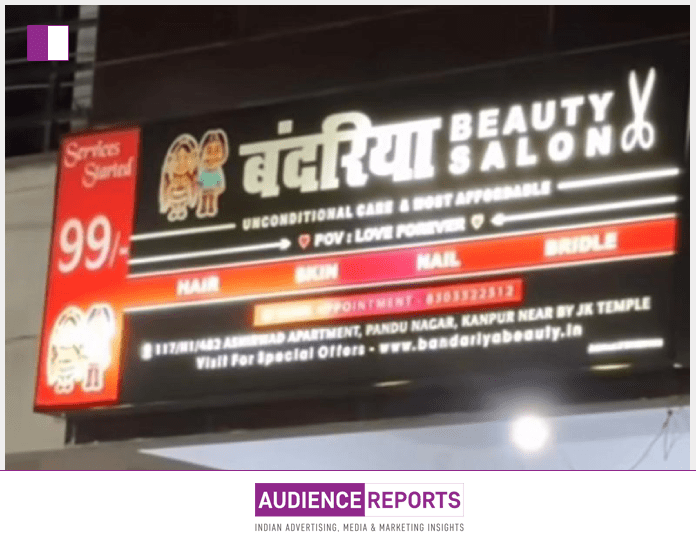 Services
Started
99/-
बंदरिया BEAUTY
SALON
UNCONDITIONAL CARE & MOST AFFORDABLE
POV : LOVE FOREVER
HAIR SKIN NAIL BRIDLE
APPOINTMENT -
117/H1/482 ASHIRWAD APARTMENT, PANDU NAGAR, KANPUR NEAR BY JK TEMPLE
Visit For Special Offers - www.bandariyabeauty.in
AUDIENCE REPORTS
INDIAN ADVERTISING, MEDIA & MARKETING INSIGHTS